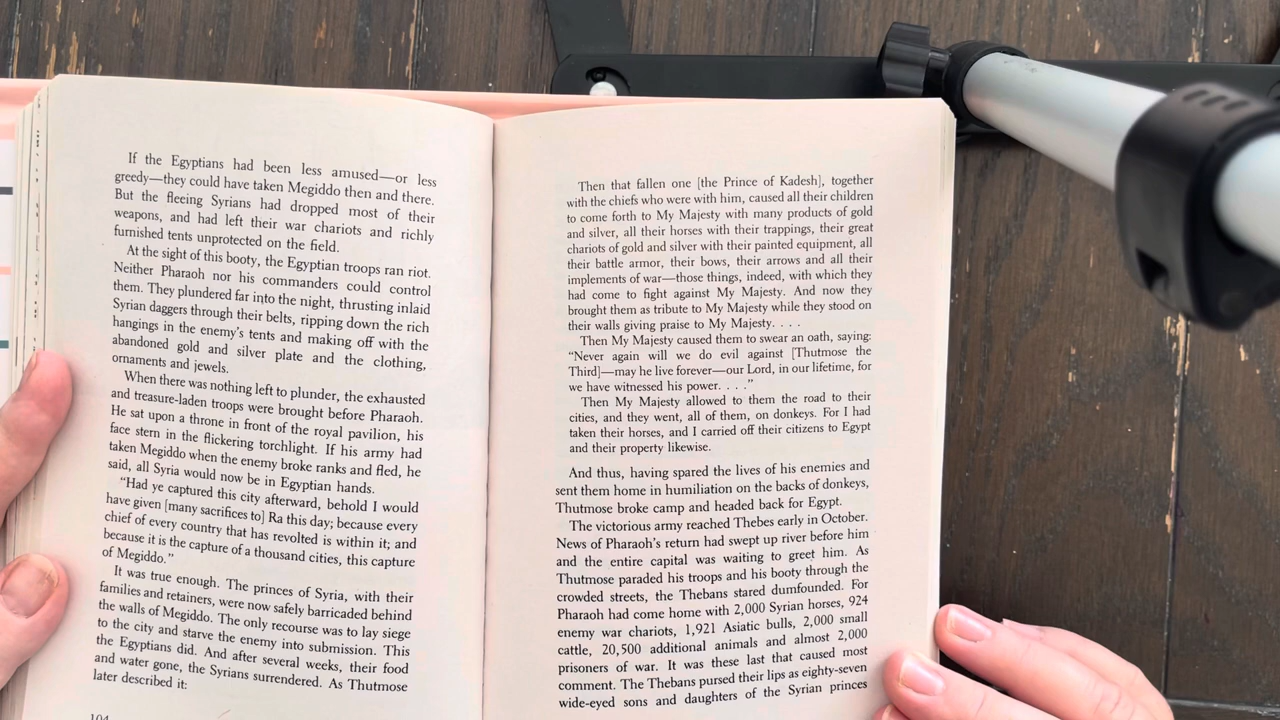 If the Egyptians had been less amused—or less
greedy—they could have taken Megiddo then and there.
But the fleeing Syrians had dropped most of their
weapons, and had left their war chariots and richly
furnished tents unprotected on the field.
At the sight of this booty, the Egyptian troops ran riot.
Neither Pharaoh nor his commanders could control
them. They plundered far into the night, thrusting inlaid
Syrian daggers through their belts, ripping down the rich
hangings in the enemy's tents and making off with the
abandoned gold and silver plate and the clothing,
ornaments and jewels.
When there was nothing left to plunder, the exhausted
and treasure-laden troops were brought before Pharaoh.
He sat upon a throne in front of the royal pavilion, his
face stern in the flickering torchlight. If his army had
taken Megiddo when the enemy broke ranks and fled, he
said, all Syria would now be in Egyptian hands.
"Had ye captured this city afterward, behold I would
have given [many sacrifices to] Ra this day; because every
chief of every country that has revolted is within it; and
because it is the capture of a thousand cities, this capture
of Megiddo."
It was true enough. The princes of Syria, with their
families and retainers, were now safely barricaded behind
the walls of Megiddo. The only recourse was to lay siege
to the city and starve the enemy into submission. This
the Egyptians did. And after several weeks, their food
and water gone, the Syrians surrendered. As Thutmose
later described it:
104
Then that fallen one [the Prince of Kadesh], together
with the chiefs who were with him, caused all their children
to come forth to My Majesty with many products of gold
and silver, all their horses with their trappings, their great
chariots of gold and silver with their painted equipment, all
their battle armor, their bows, their arrows and all their
implements of war—those things, indeed, with which they
had come to fight against My Majesty. And now they
brought them as tribute to My Majesty while they stood on
their walls giving praise to My Majesty. . . .
Then My Majesty caused them to swear an oath, saying:
"Never again will we do evil against [Thutmose the
Third]—may he live forever—our Lord, in our lifetime, for
we have witnessed his power. . . ."
Then My Majesty allowed to them the road to their
cities, and they went, all of them, on donkeys. For I had
taken their horses, and I carried off their citizens to Egypt
and their property likewise.
And thus, having spared the lives of his enemies and
sent them home in humiliation on the backs of donkeys,
Thutmose broke camp and headed back for Egypt.
The victorious army reached Thebes early in October.
News of Pharaoh's return had swept up river before him
and the entire capital was waiting to greet him. As
Thutmose paraded his troops and his booty through the
crowded streets, the Thebans stared dumfounded. For
Pharaoh had come home with 2,000 Syrian horses, 924
enemy war chariots, 1,921 Asiatic bulls, 2,000 small
cattle, 20,500 additional animals and almost 2,000
prisoners of war. It was these last that caused most
comment. The Thebans pursed their lips as eighty-seven
wide-eyed sons and daughters of the Syrian princes